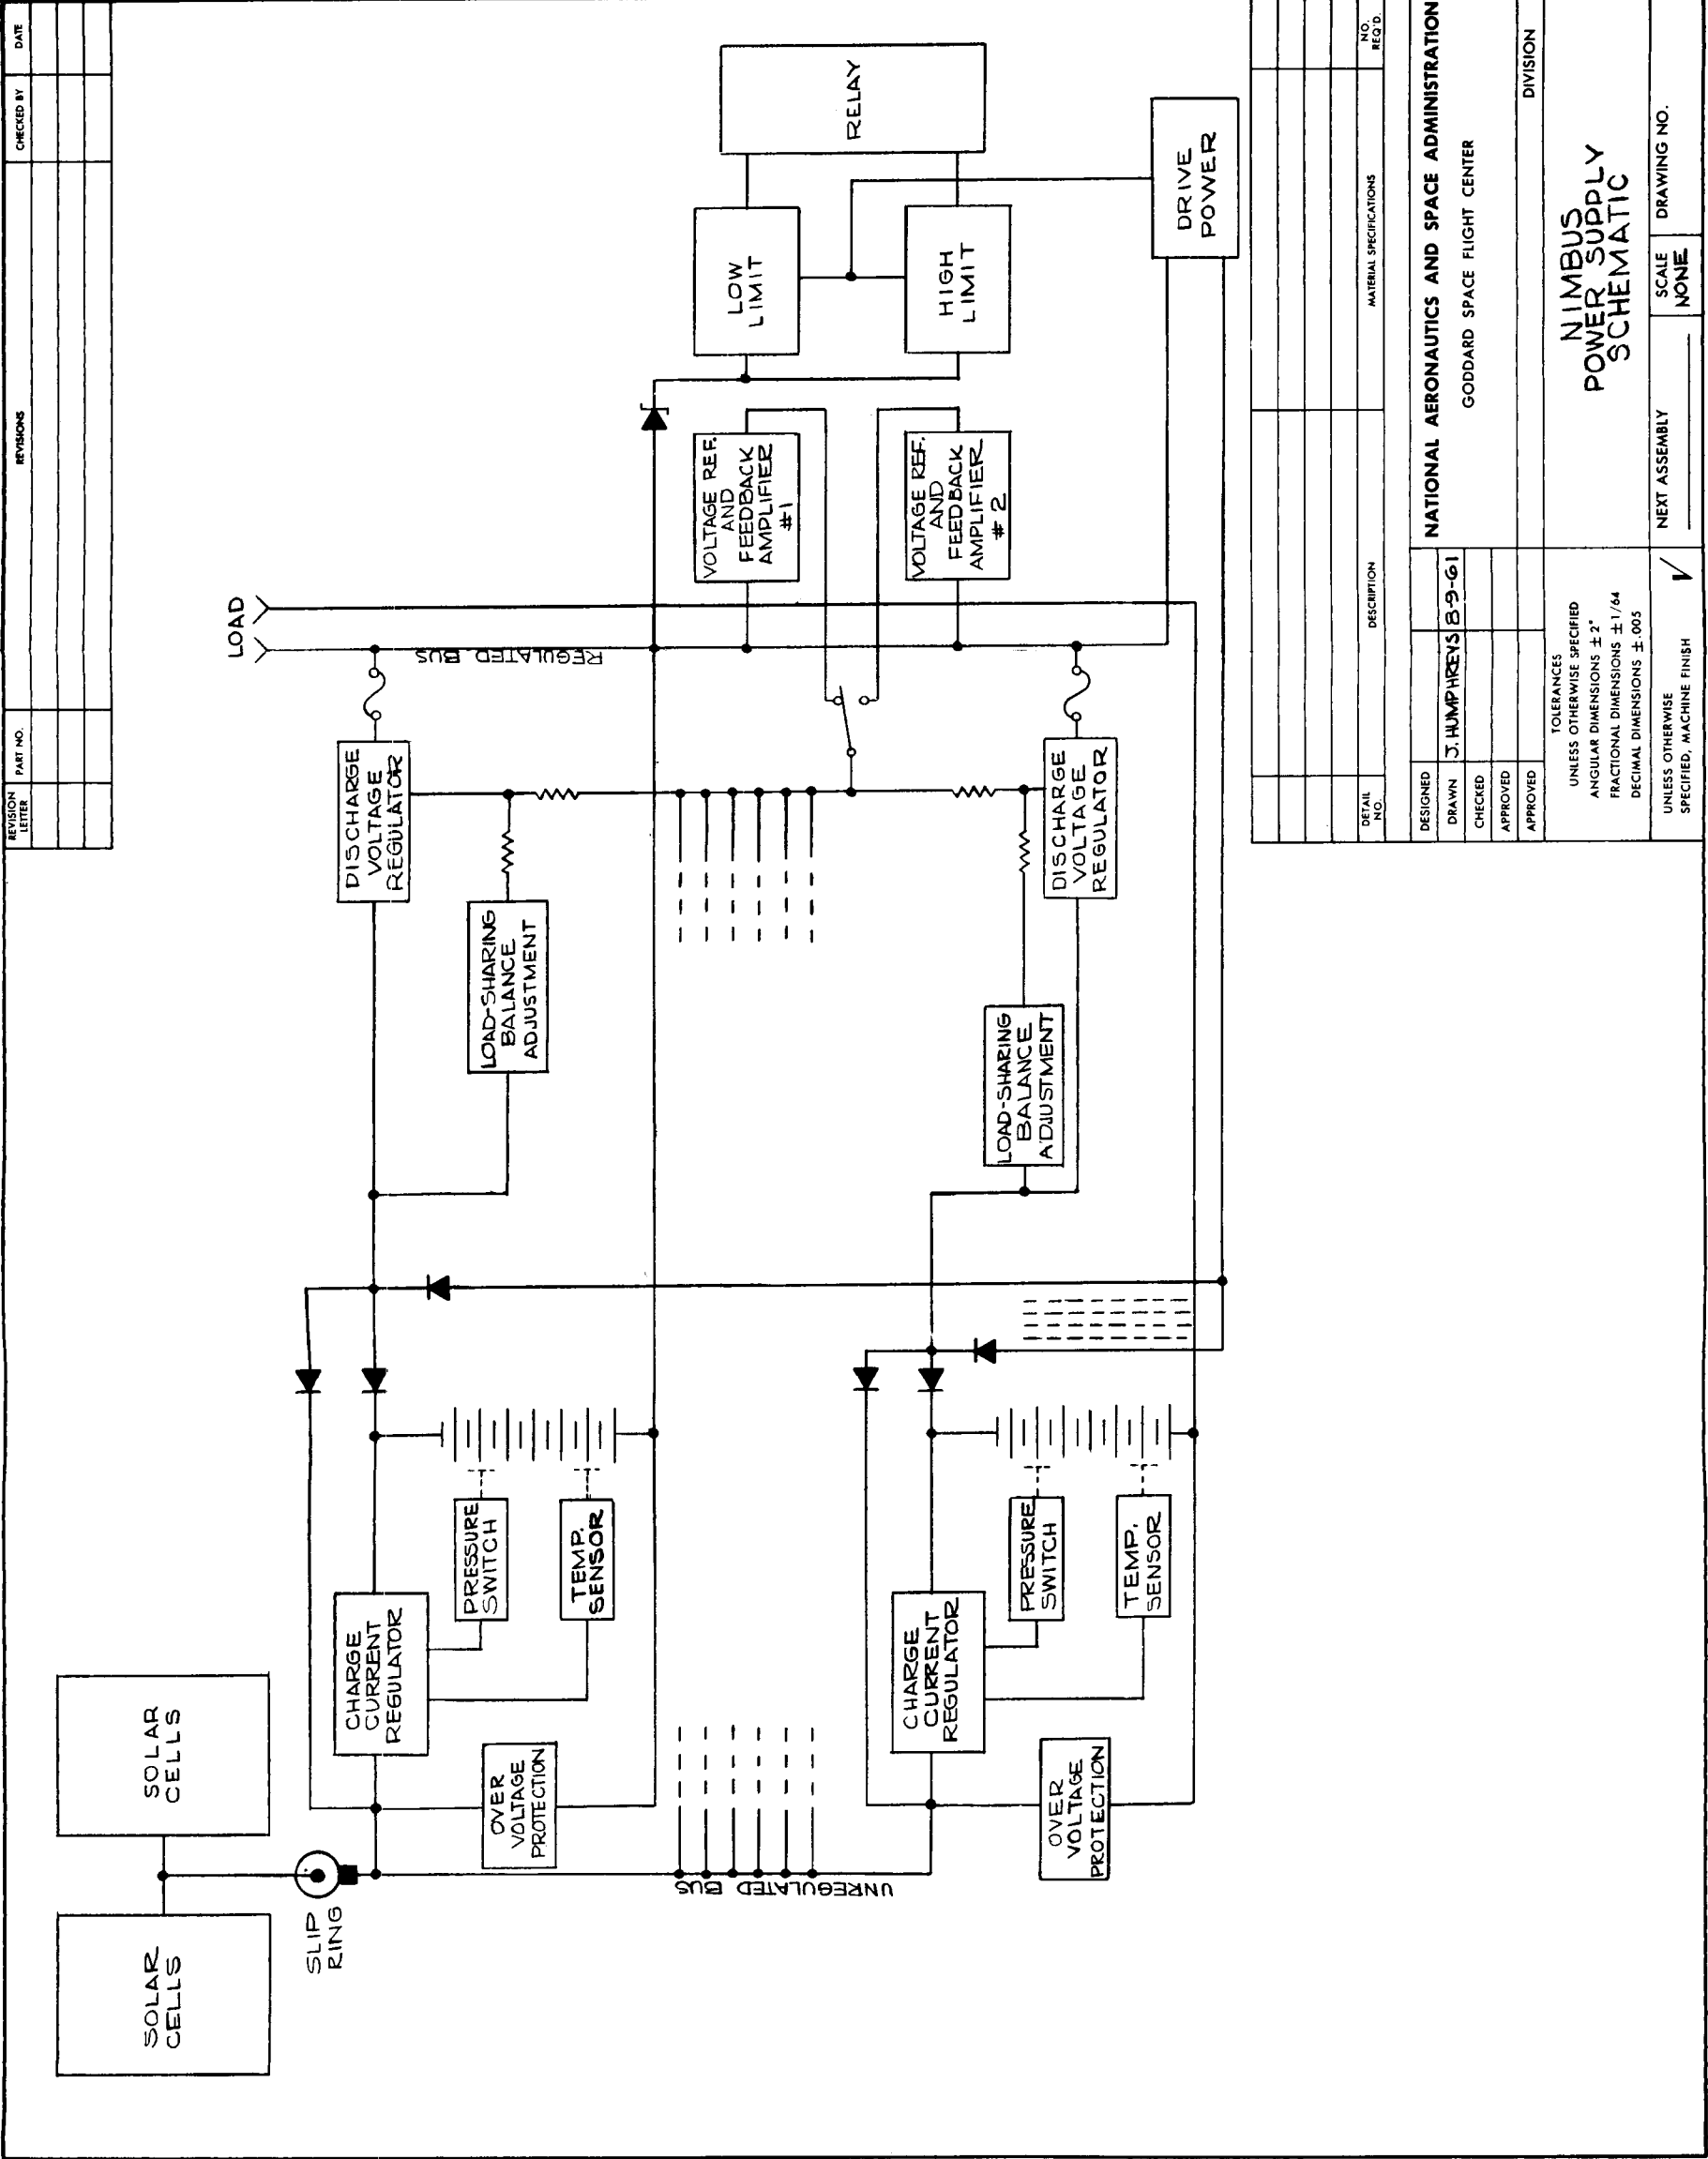 SOLAR
CELLS
SOLAR
CELLS
SLIP
RING
UNREGULATED BUS
CHARGE
CURRENT
REGULATOR
OVER
VOLTAGE
PROTECTION
PRESSURE
SWITCH
TEMP.
SENSOR
CHARGE
CURRENT
REGULATOR
OVER
VOLTAGE
PROTECTION
PRESSURE
SWITCH
TEMP.
SENSOR
LOAD-SHARING
BALANCE
ADJUSTMENT
LOAD-SHARING
BALANCE
ADJUSTMENT
DISCHARGE
VOLTAGE
REGULATOR
DISCHARGE
VOLTAGE
REGULATOR
LOAD
REGULATED BUS
VOLTAGE REF.
AND
FEEDBACK
AMPLIFIER
#1
VOLTAGE REF.
AND
FEEDBACK
AMPLIFIER
#2
LOW
LIMIT
HIGH
LIMIT
RELAY
DRIVE
POWER
REVISION
LETTER
PART NO.
REVISIONS
CHECKED BY
DATE
DETAIL
NO.
DESCRIPTION
MATERIAL SPECIFICATIONS
NO.
REQ'D.
DESIGNED
DRAWN J. HUMPHREYS 8-9-61
CHECKED
APPROVED
APPROVED
NATIONAL AERONAUTICS AND SPACE ADMINISTRATION
GODDARD SPACE FLIGHT CENTER
DIVISION
TOLERANCES
UNLESS OTHERWISE SPECIFIED
ANGULAR DIMENSIONS ± 2°
FRACTIONAL DIMENSIONS ± 1/64
DECIMAL DIMENSIONS ±.005
UNLESS OTHERWISE
SPECIFIED, MACHINE FINISH √
NIMBUS
POWER SUPPLY
SCHEMATIC
NEXT ASSEMBLY
SCALE
NONE
DRAWING NO.